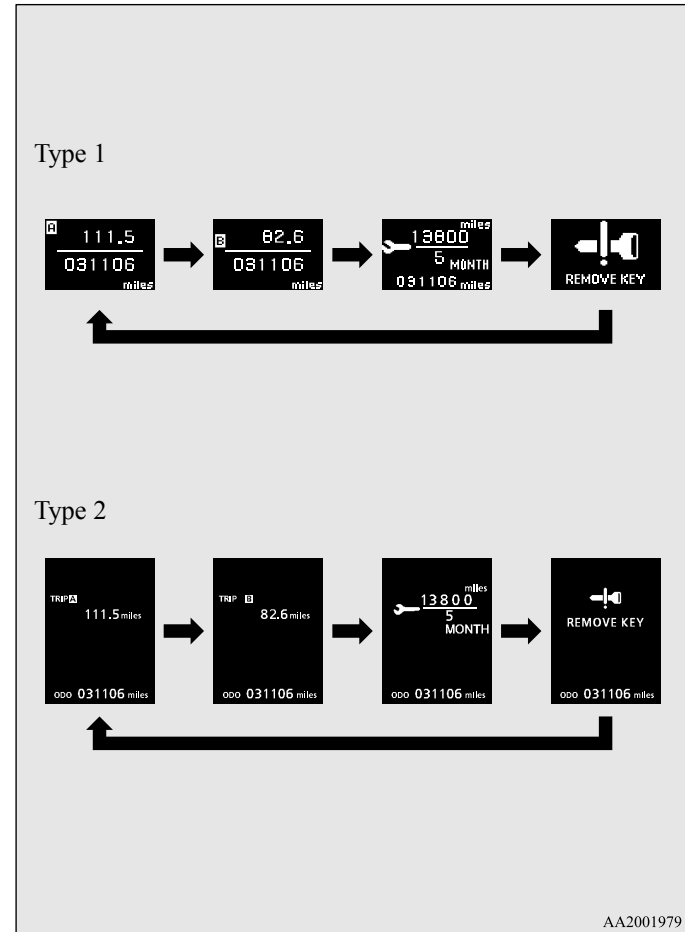 Type 1
A 111.5
031106
miles
B 82.6
031106
miles
miles
13800
5 MONTH
031106 miles
REMOVE KEY
Type 2
TRIP A
111.5 miles
ODO 031106 miles
TRIP B
82.6 miles
ODO 031106 miles
miles
13800
5
MONTH
ODO 031106 miles
REMOVE KEY
ODO 031106 miles
AA2001979